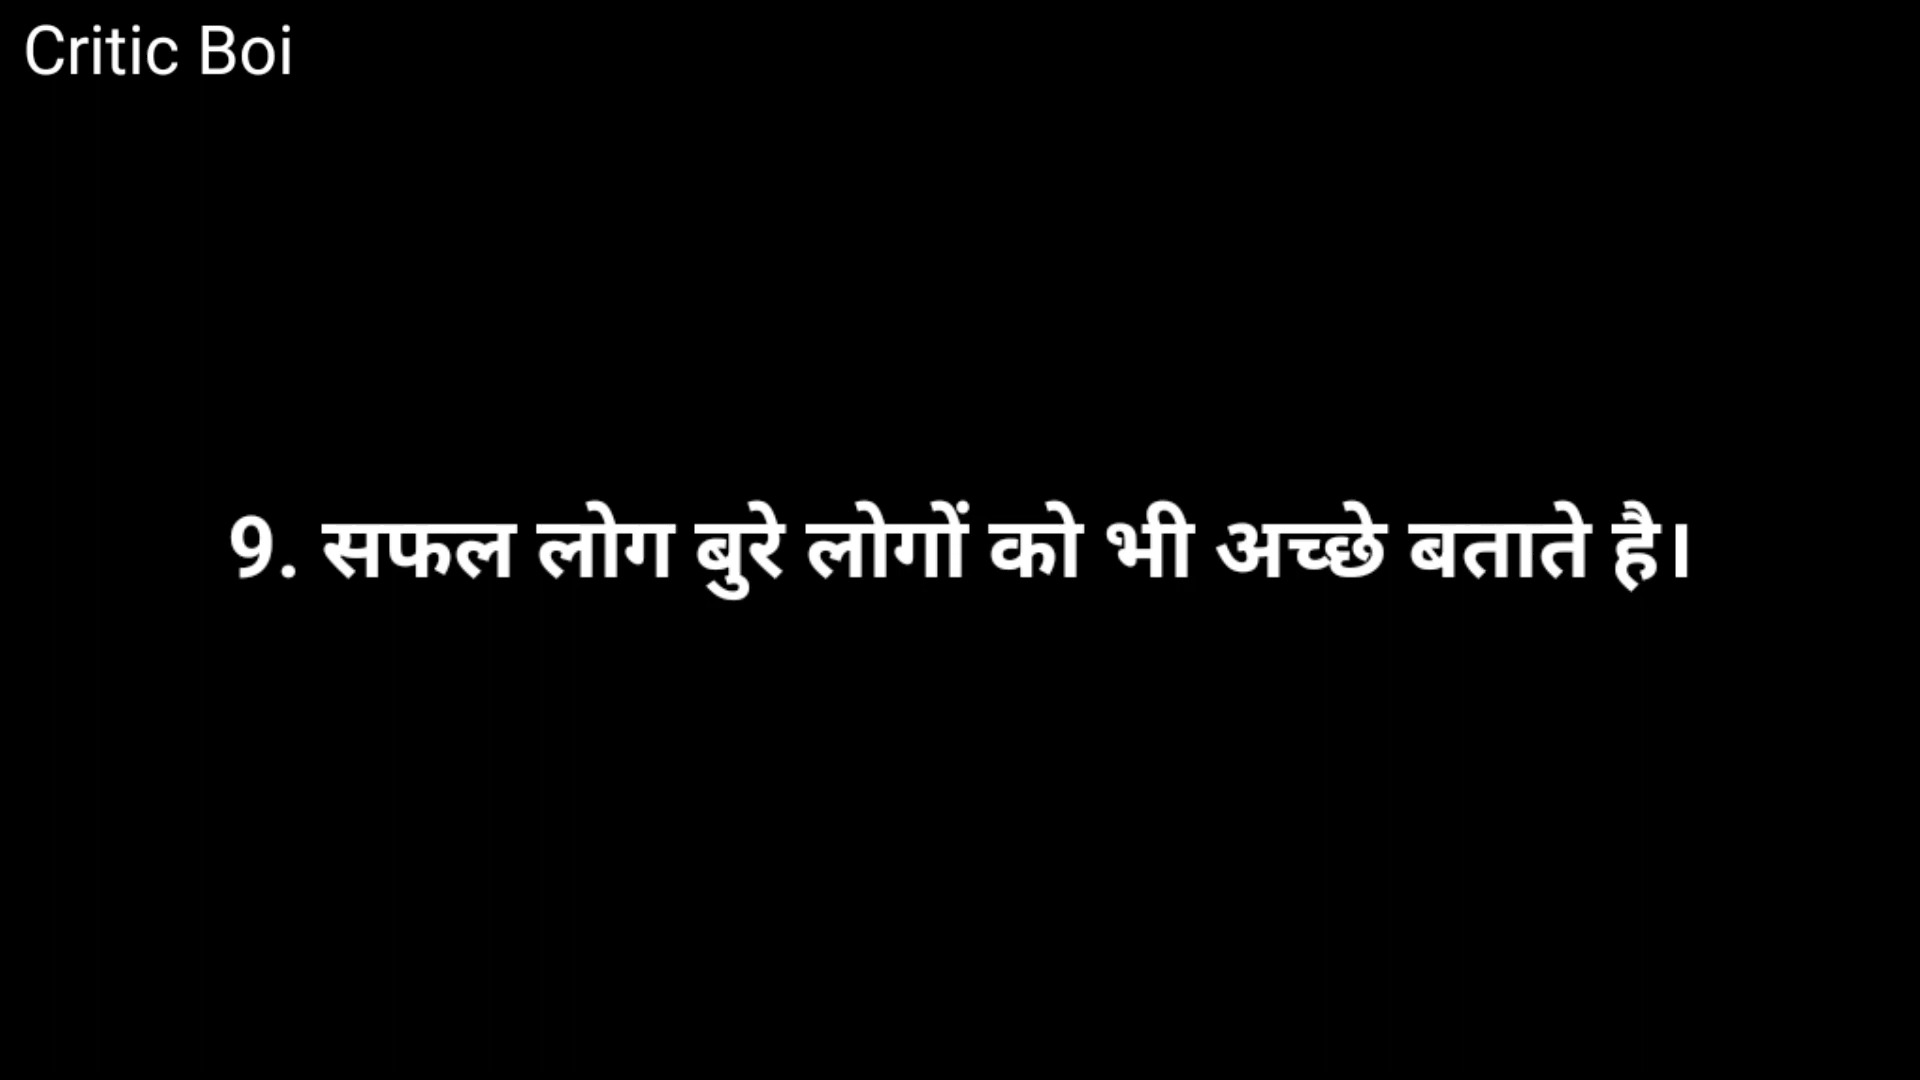 Critic Boi
9. सफल लोग बुरे लोगों को भी अच्छे बताते है।